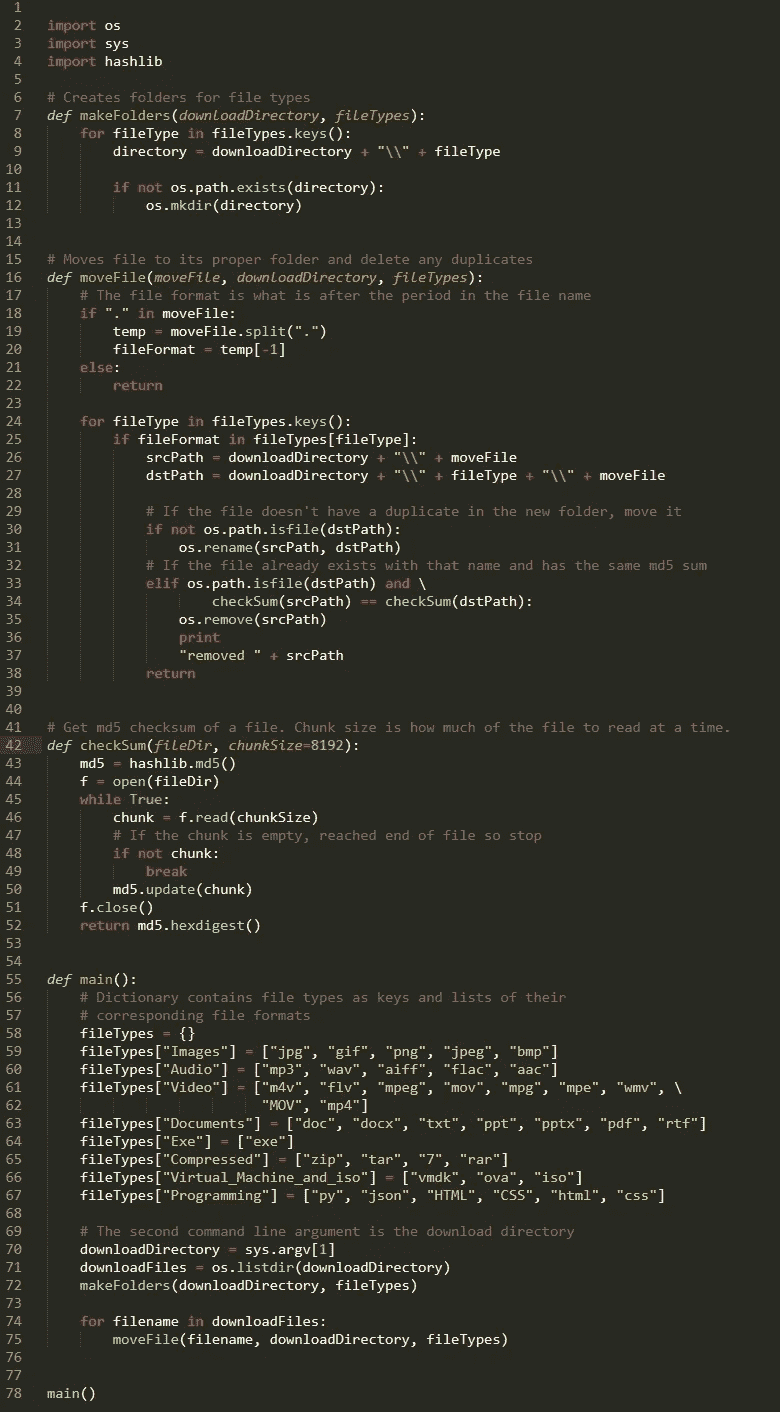 1
2 import os
3 import sys
4 import hashlib
5
6 # Creates folders for file types
7 def makeFolders(downloadDirectory, fileTypes):
8     for fileType in fileTypes.keys():
9         directory = downloadDirectory + "\\" + fileType
10
11         if not os.path.exists(directory):
12             os.mkdir(directory)
13
14
15 # Moves file to its proper folder and delete any duplicates
16 def moveFile(moveFile, downloadDirectory, fileTypes):
17     # The file format is what is after the period in the file name
18     if "." in moveFile:
19         temp = moveFile.split(".")
20         fileFormat = temp[-1]
21     else:
22         return
23
24     for fileType in fileTypes.keys():
25         if fileFormat in fileTypes[fileType]:
26             srcPath = downloadDirectory + "\\" + moveFile
27             dstPath = downloadDirectory + "\\" + fileType + "\\" + moveFile
28
29             # If the file doesn't have a duplicate in the new folder, move it
30             if not os.path.isfile(dstPath):
31                 os.rename(srcPath, dstPath)
32             # If the file already exists with that name and has the same md5 sum
33             elif os.path.isfile(dstPath) and \
34                     checkSum(srcPath) == checkSum(dstPath):
35                 os.remove(srcPath)
36                 print
37                 "removed " + srcPath
38             return
39
40
41 # Get md5 checksum of a file. Chunk size is how much of the file to read at a time.
42 def checkSum(fileDir, chunkSize=8192):
43     md5 = hashlib.md5()
44     f = open(fileDir)
45     while True:
46         chunk = f.read(chunkSize)
47         # If the chunk is empty, reached end of file so stop
48         if not chunk:
49             break
50         md5.update(chunk)
51     f.close()
52     return md5.hexdigest()
53
54
55 def main():
56     # Dictionary contains file types as keys and lists of their
57     # corresponding file formats
58     fileTypes = {}
59     fileTypes["Images"] = ["jpg", "gif", "png", "jpeg", "bmp"]
60     fileTypes["Audio"] = ["mp3", "wav", "aiff", "flac", "aac"]
61     fileTypes["Video"] = ["m4v", "flv", "mpeg", "mov", "mpg", "mpe", "wmv", \
62                           "MOV", "mp4"]
63     fileTypes["Documents"] = ["doc", "docx", "txt", "ppt", "pptx", "pdf", "rtf"]
64     fileTypes["Exe"] = ["exe"]
65     fileTypes["Compressed"] = ["zip", "tar", "7", "rar"]
66     fileTypes["Virtual_Machine_and_iso"] = ["vmdk", "ova", "iso"]
67     fileTypes["Programming"] = ["py", "json", "HTML", "CSS", "html", "css"]
68
69     # The second command line argument is the download directory
70     downloadDirectory = sys.argv[1]
71     downloadFiles = os.listdir(downloadDirectory)
72     makeFolders(downloadDirectory, fileTypes)
73
74     for filename in downloadFiles:
75         moveFile(filename, downloadDirectory, fileTypes)
76
77
78 main()